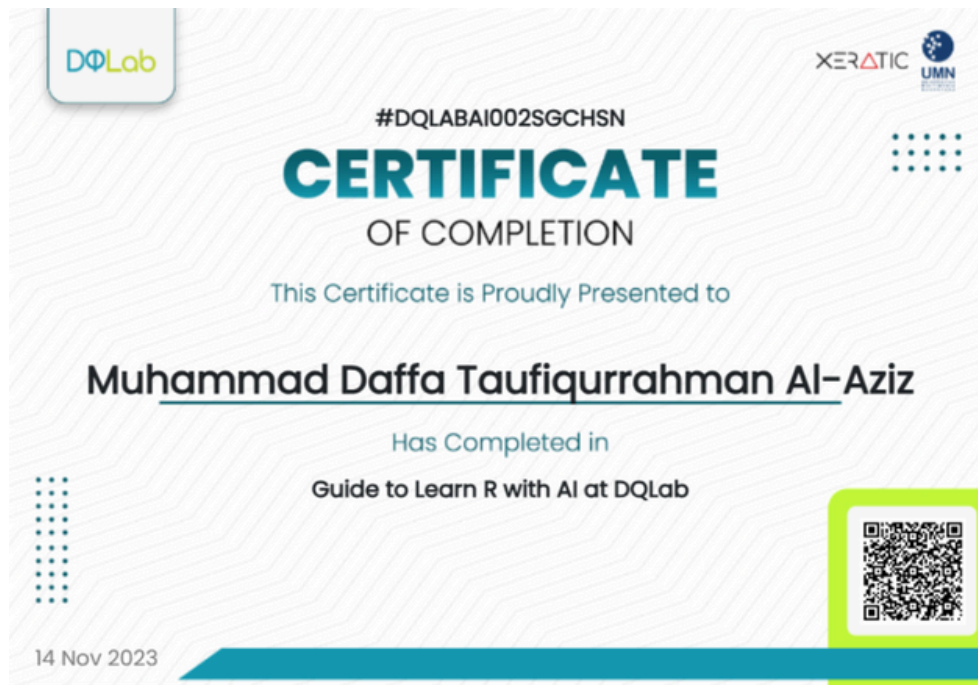 DQLab
XERATIC
UMN
#DQLABAI002SGCHSN
CERTIFICATE
OF COMPLETION
This Certificate is Proudly Presented to
Muhammad Daffa Taufiqurrahman Al-Aziz
Has Completed in
Guide to Learn R with AI at DQLab
14 Nov 2023